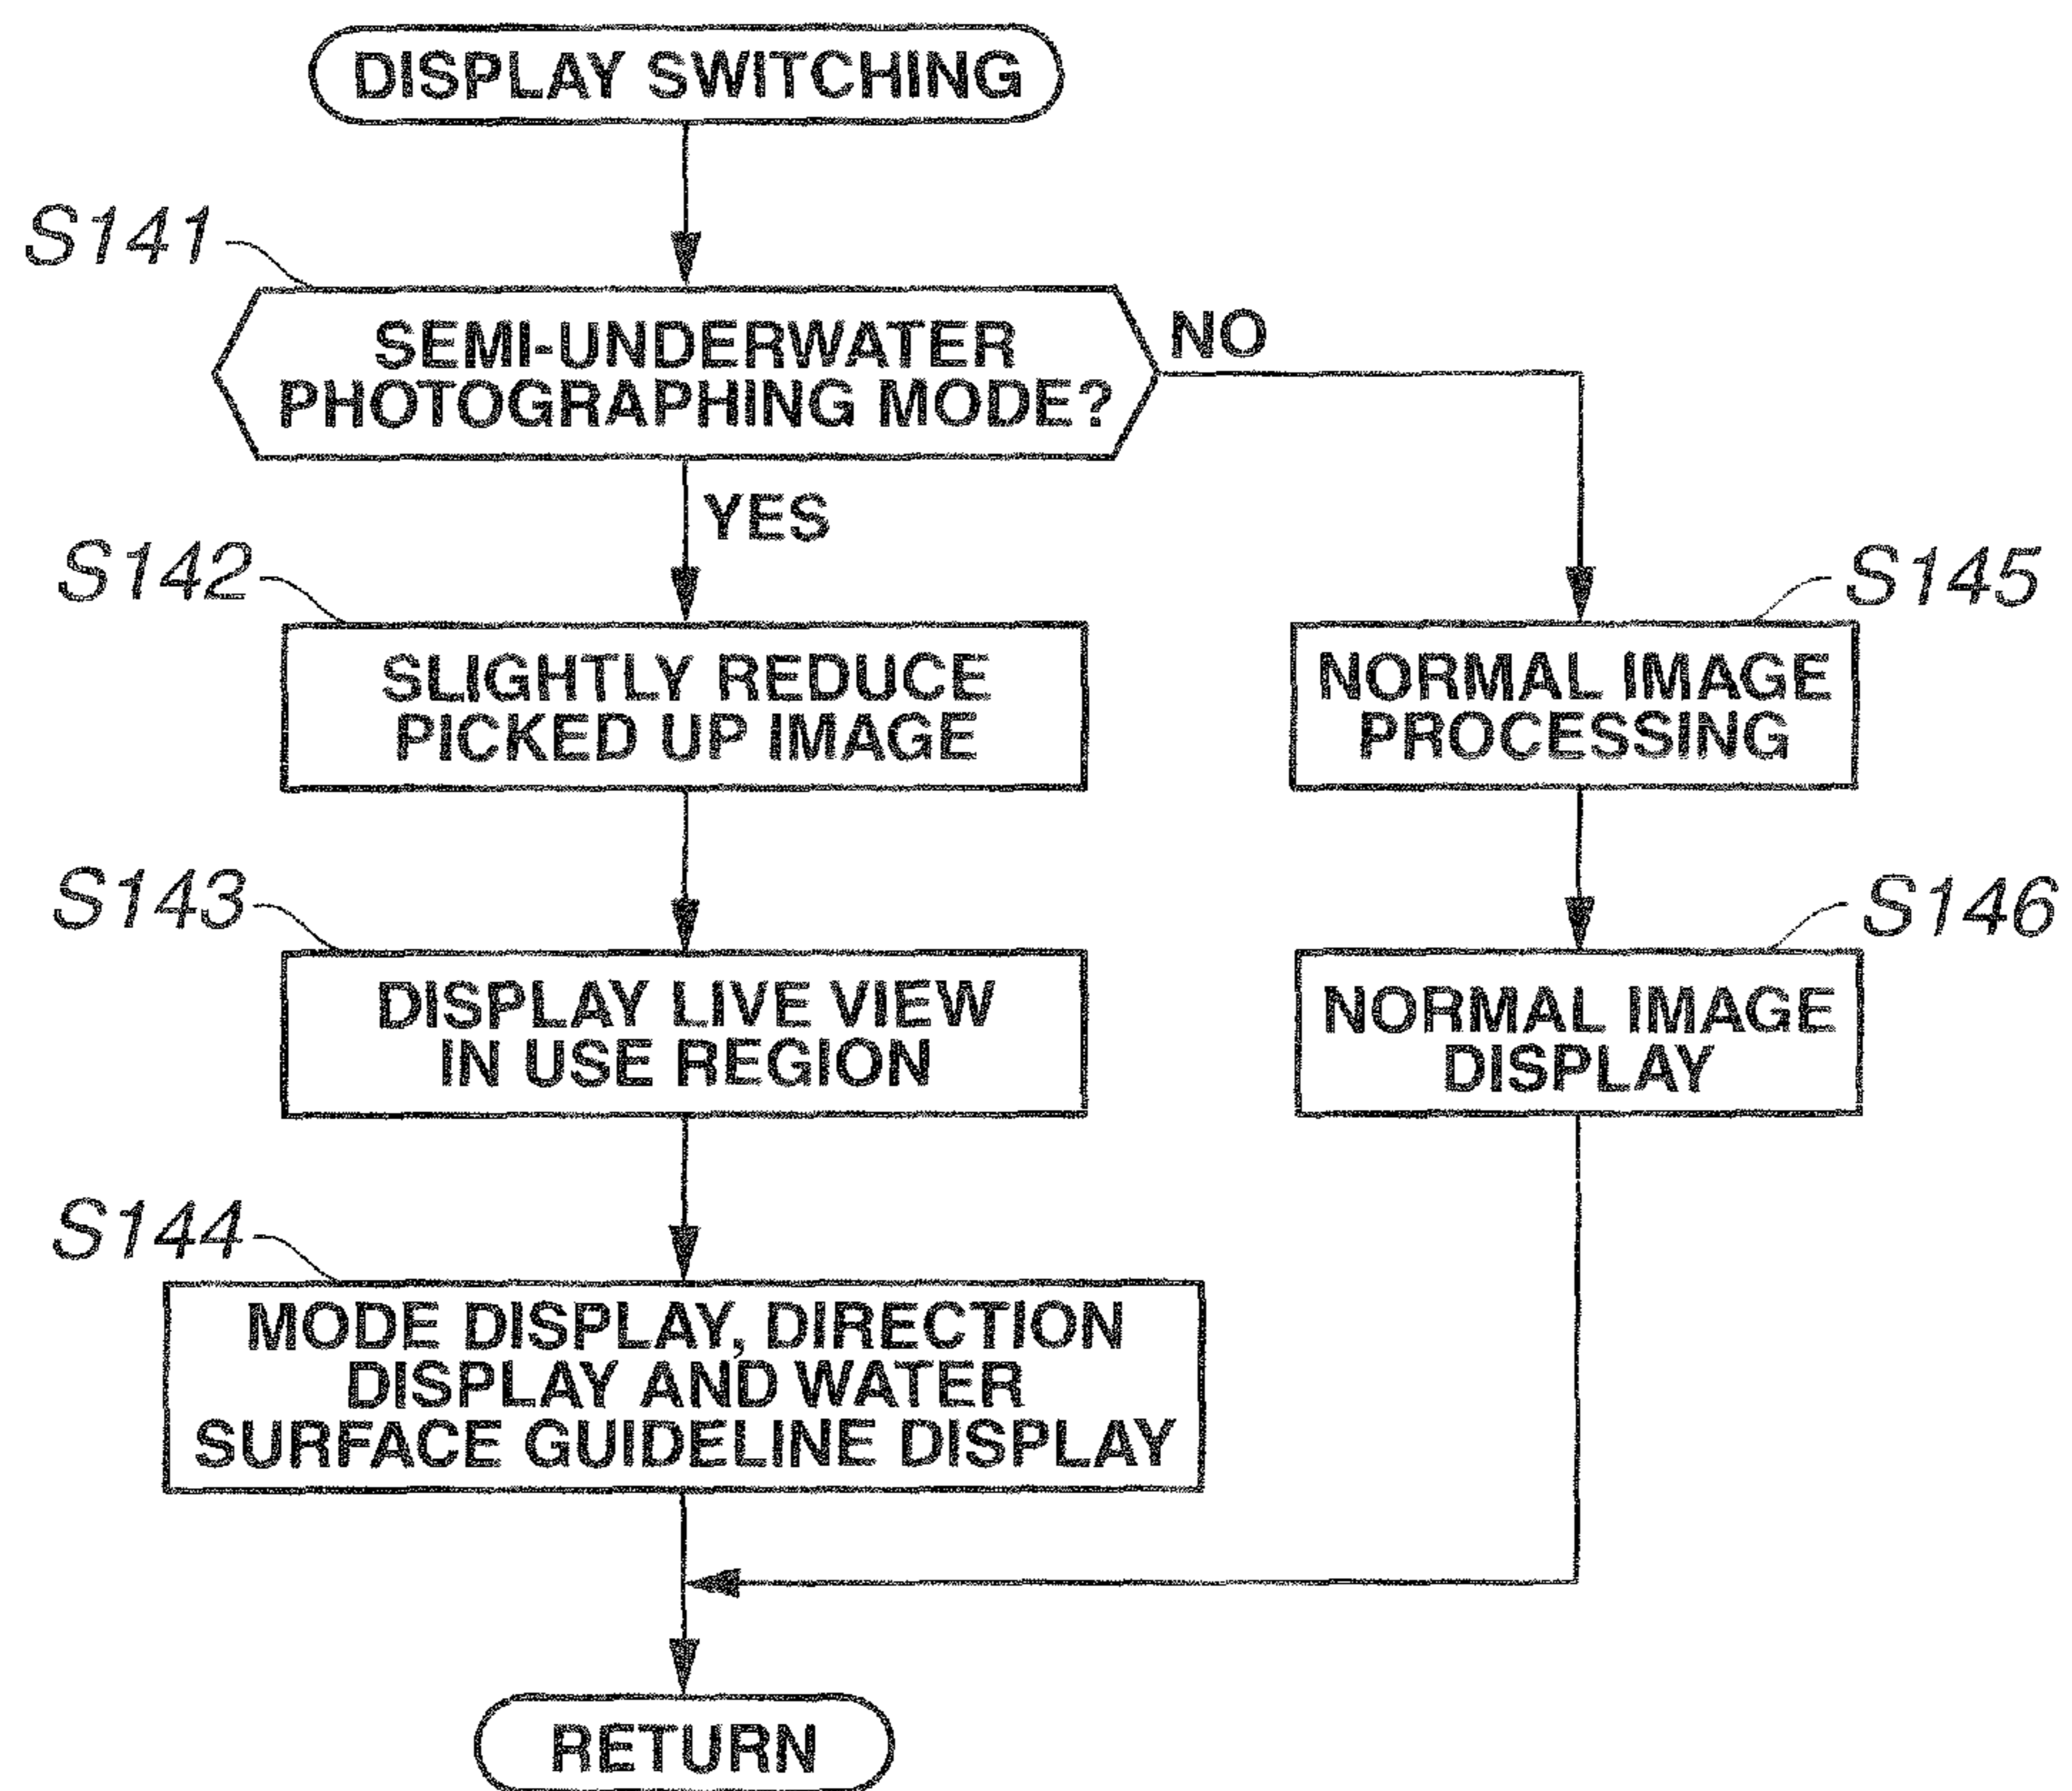 DISPLAY SWITCHING
S141
SEMI-UNDERWATER
PHOTOGRAPHING MODE?
NO
YES
S142
SLIGHTLY REDUCE
PICKED UP IMAGE
S145
NORMAL IMAGE
PROCESSING
S143
DISPLAY LIVE VIEW
IN USE REGION
S146
NORMAL IMAGE
DISPLAY
S144
MODE DISPLAY, DIRECTION
DISPLAY AND WATER
SURFACE GUIDELINE DISPLAY
RETURN